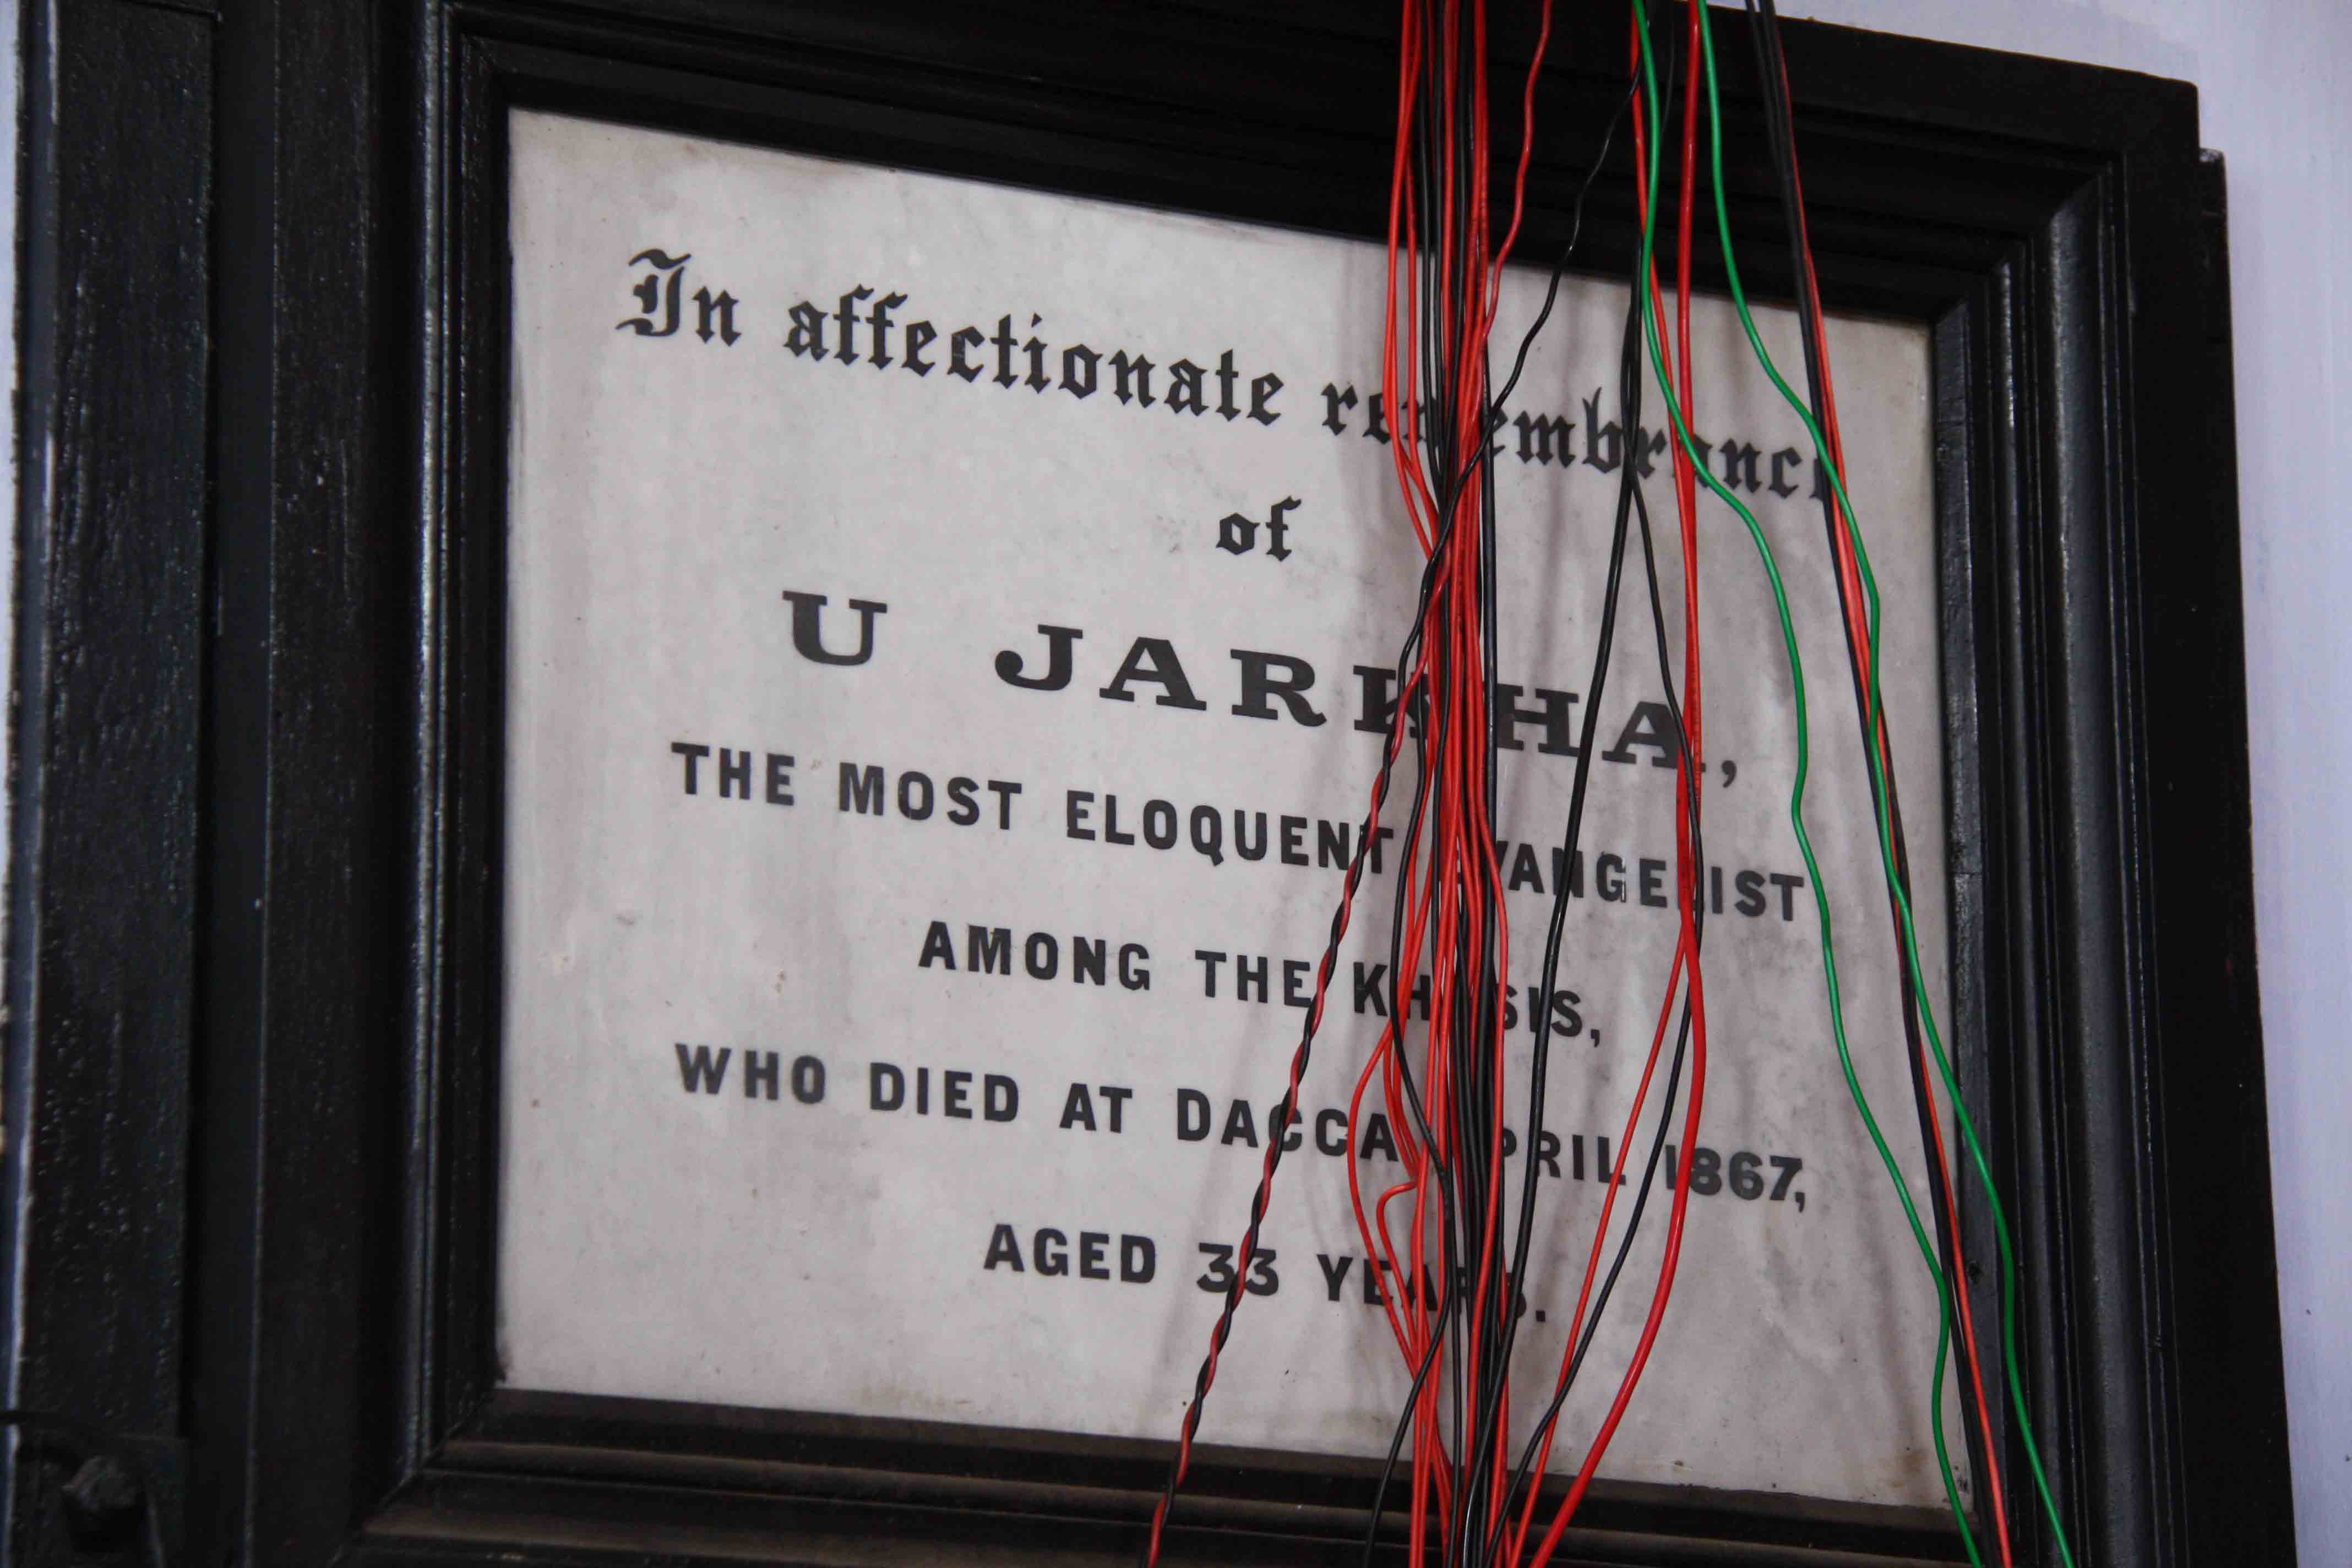 In affectionate remembrance
of
U JARKHA,
THE MOST ELOQUENT EVANGELIST
AMONG THE KHASIS,
WHO DIED AT DACCA APRIL 1867,
AGED 33 YEARS.